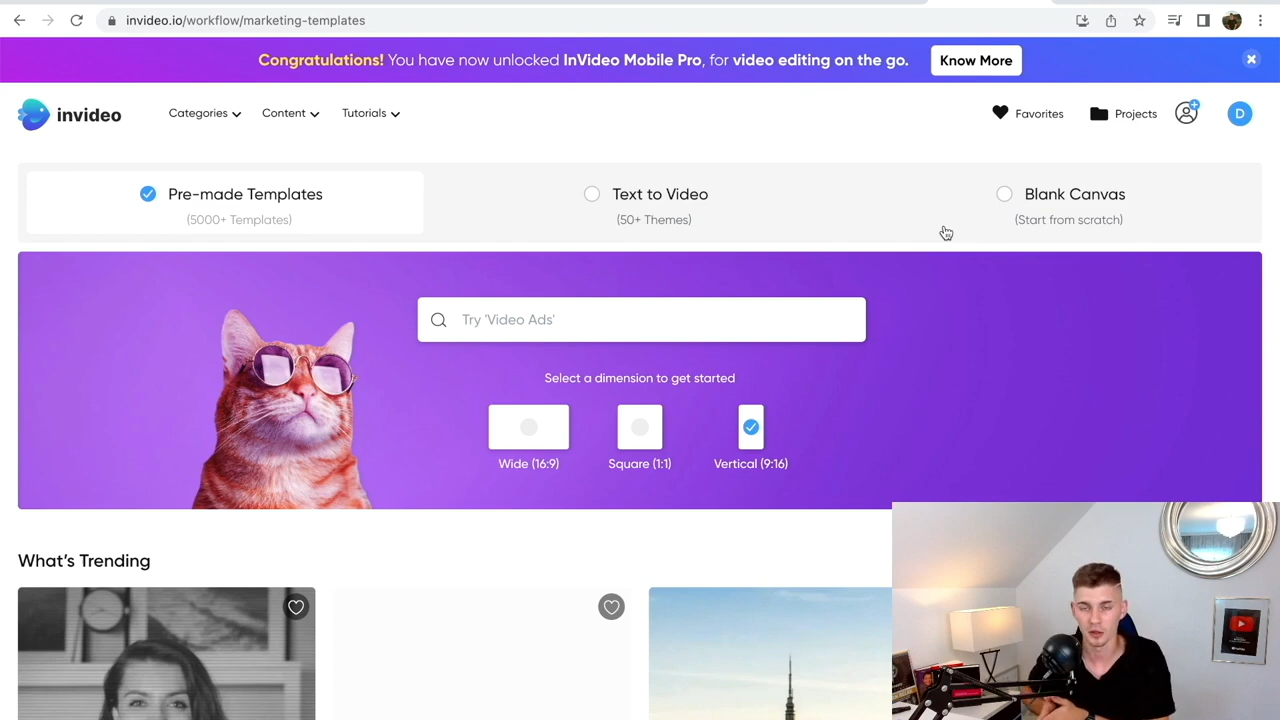 invideo.io/workflow/marketing-templates
Congratulations! You have now unlocked InVideo Mobile Pro, for video editing on the go.
Know More
invideo
Categories
Content
Tutorials
Favorites
Projects
D
Pre-made Templates
(5000+ Templates)
Text to Video
(50+ Themes)
Blank Canvas
(Start from scratch)
Try 'Video Ads'
Select a dimension to get started
Wide (16:9)
Square (1:1)
Vertical (9:16)
What's Trending